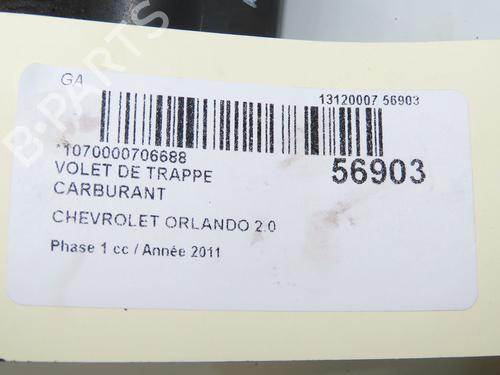 B-PARTS
GA
13120007 56903
*1070000706688
56903
VOLET DE TRAPPE
CARBURANT
CHEVROLET ORLANDO 2.0
Phase 1 cc / Année 2011